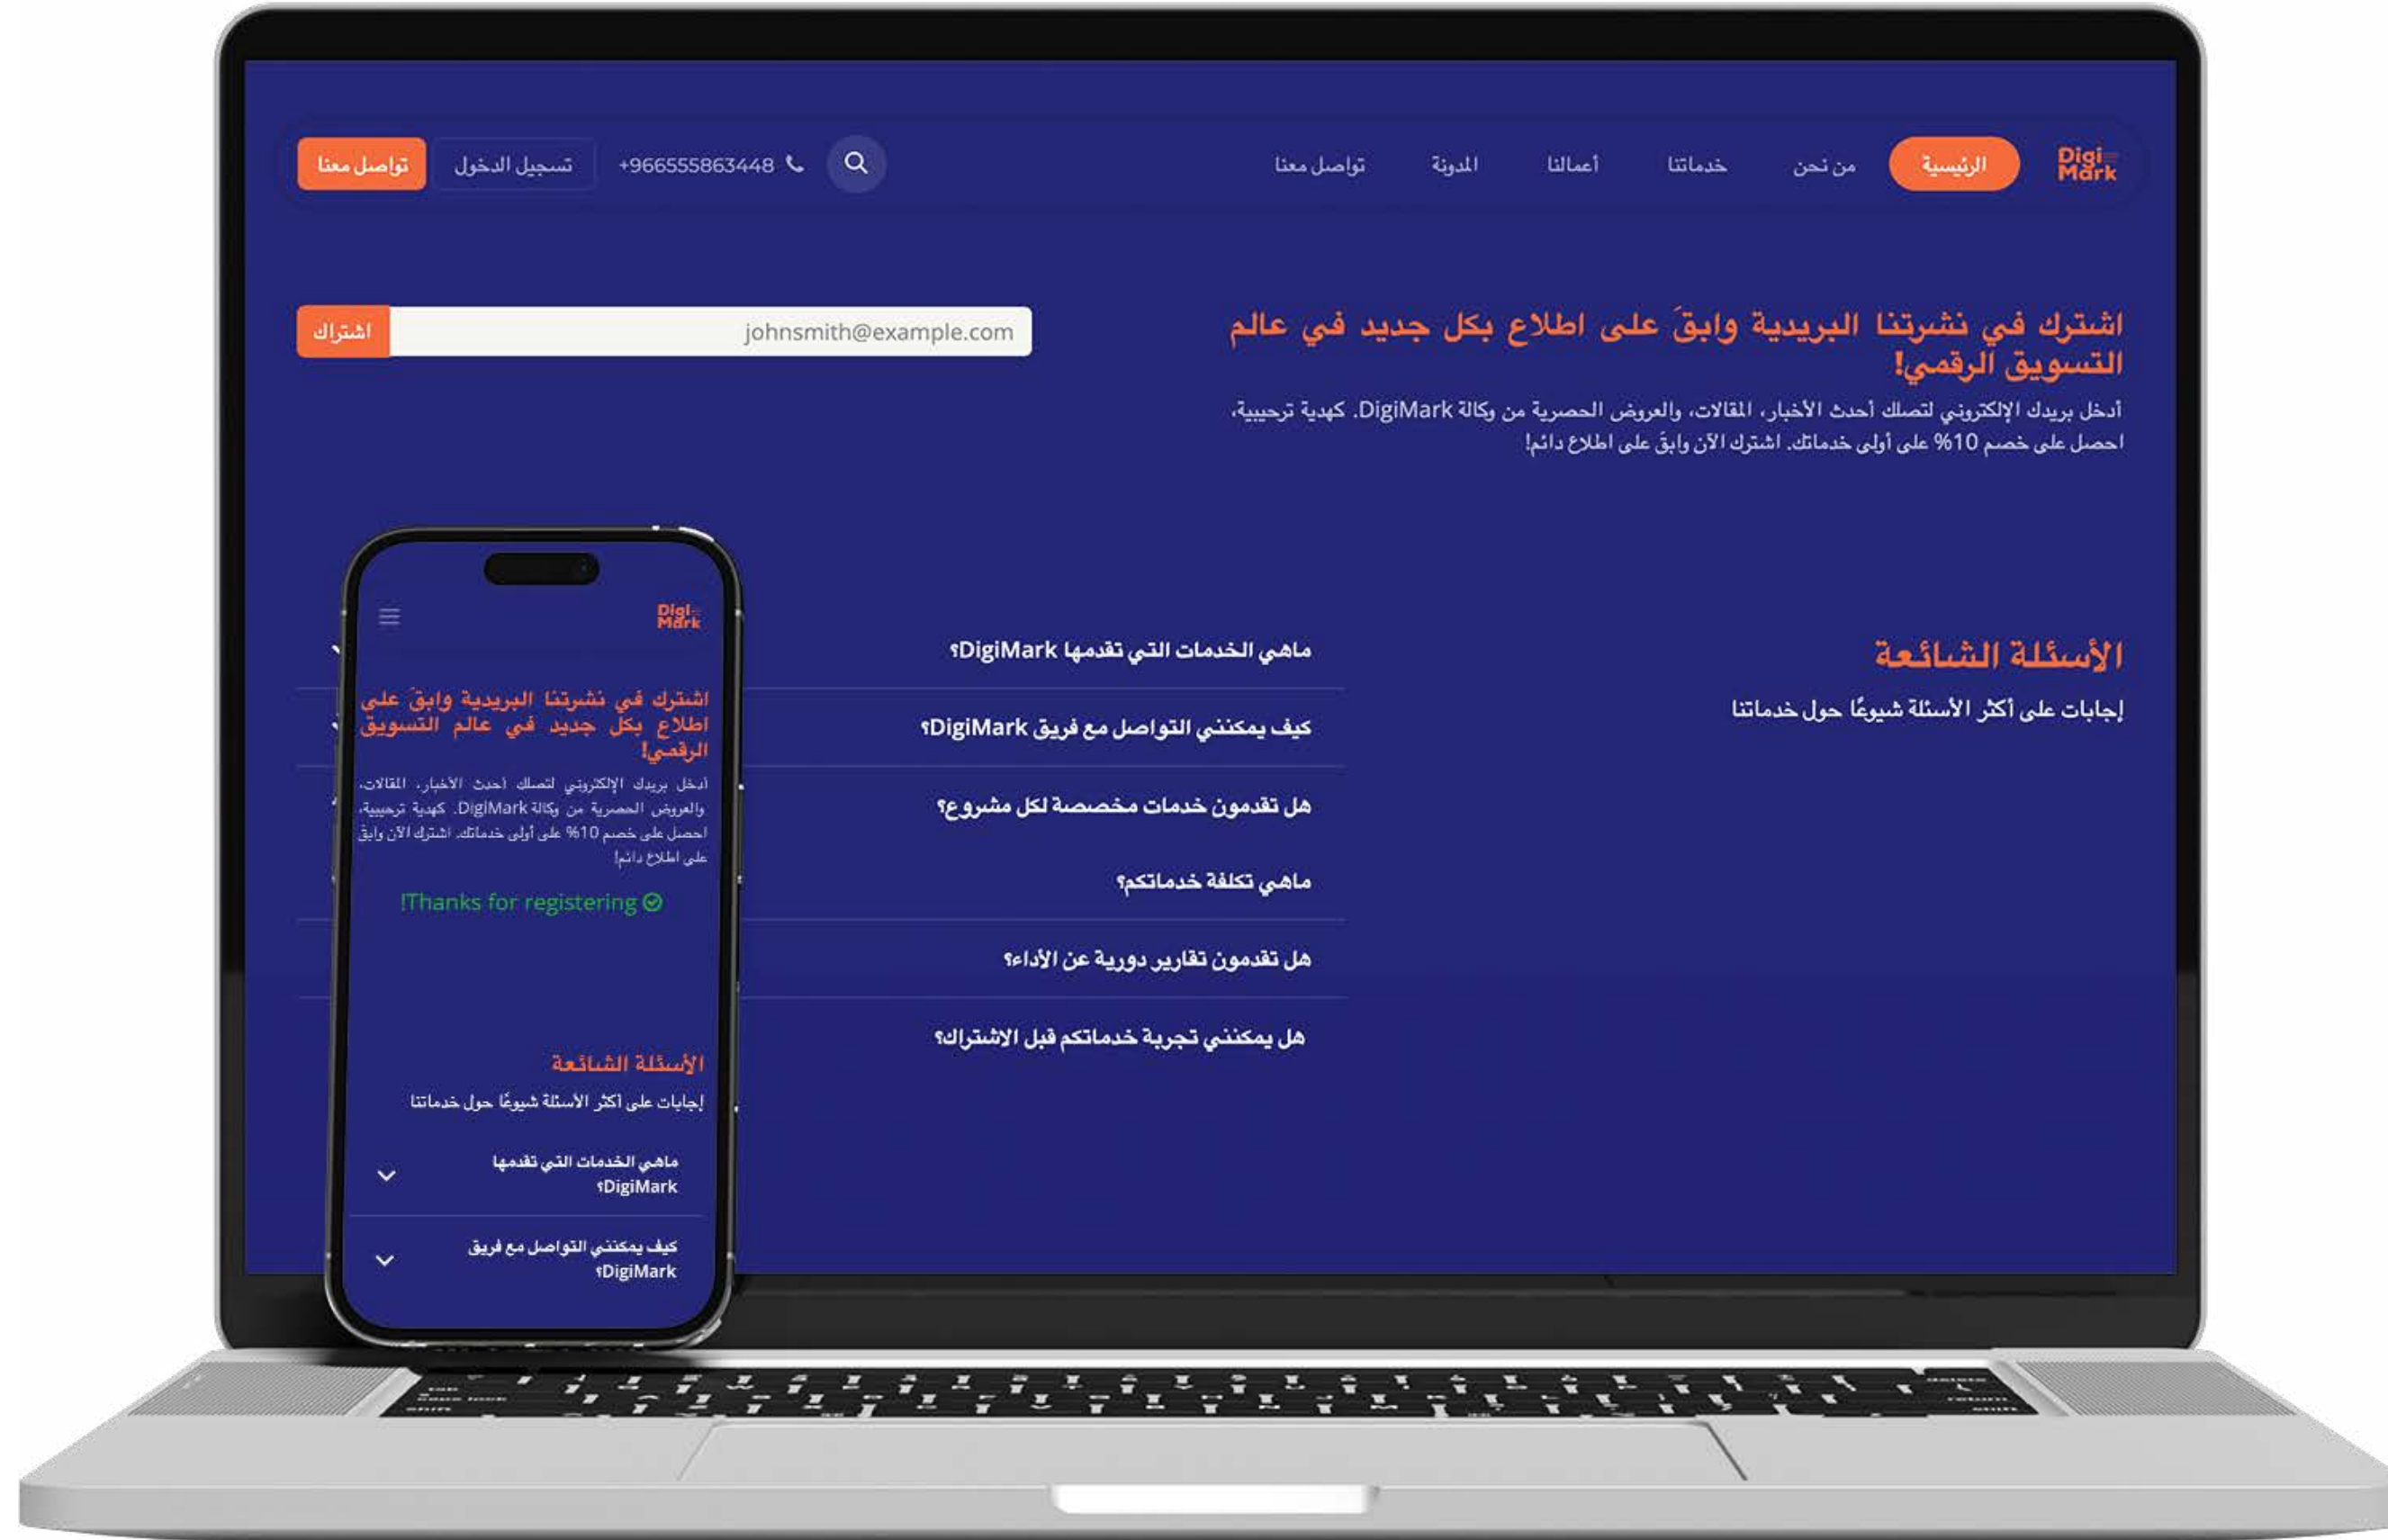 Digi-
Mark
الرئيسية
من نحن
خدماتنا
أعمالنا
المدونة
تواصل معنا
+966555863448
تسجيل الدخول
تواصل معنا
اشترك في نشرتنا البريدية وابقَ على اطلاع بكل جديد في عالم
التسويق الرقمي!
أدخل بريدك الإلكتروني لتصلك أحدث الأخبار، المقالات، والعروض الحصرية من وكالة DigiMark. كهدية ترحيبية،
احصل على خصم 10% على أولى خدماتك. اشترك الآن وابقَ على اطلاع دائم!
johnsmith@example.com
اشتراك
الأسئلة الشائعة
إجابات على أكثر الأسئلة شيوعًا حول خدماتنا
ماهي الخدمات التي تقدمها DigiMark؟
كيف يمكنني التواصل مع فريق DigiMark؟
هل تقدمون خدمات مخصصة لكل مشروع؟
ماهي تكلفة خدماتكم؟
هل تقدمون تقارير دورية عن الأداء؟
هل يمكنني تجربة خدماتكم قبل الاشتراك؟
Digi-
Mark
اشترك في نشرتنا البريدية وابقَ على
اطلاع بكل جديد في عالم التسويق
الرقمي!
أدخل بريدك الإلكتروني لتصلك أحدث الأخبار، المقالات،
والعروض الحصرية من وكالة DigiMark. كهدية ترحيبية،
احصل على خصم 10% على أولى خدماتك. اشترك الآن وابقَ
على اطلاع دائم!
!Thanks for registering
الأسئلة الشائعة
إجابات على أكثر الأسئلة شيوعًا حول خدماتنا
ماهي الخدمات التي تقدمها
DigiMark؟
كيف يمكنني التواصل مع فريق
DigiMark؟
tab
caps lock
shift
delete
return
shift